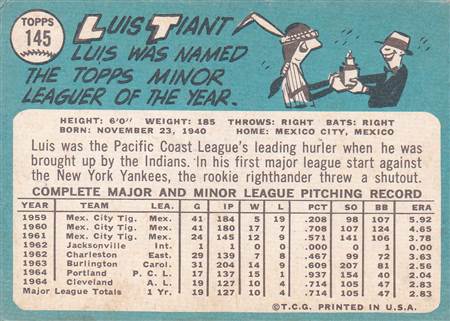 TOPPS
145
LUIS TIANT
LUIS WAS NAMED
THE TOPPS MINOR
LEAGUER OF THE YEAR.
HEIGHT: 6'0" WEIGHT: 185 THROWS: RIGHT BATS: RIGHT
BORN: NOVEMBER 23, 1940 HOME: MEXICO CITY, MEXICO
Luis was the Pacific Coast League's leading hurler when he
was brought up by the Indians. In his first major league start against
the New York Yankees, the rookie righthander threw a shutout.
COMPLETE MAJOR AND MINOR LEAGUE PITCHING RECORD
YEAR TEAM LEA. G IP W L PCT SO BB ERA
1959 Mex. City Tig. Mex. 41 184 5 19 .208 98 107 5.92
1960 Mex. City Tig. Mex. 41 180 17 7 .708 107 124 4.65
1961 Mex. City Tig. Mex. 24 145 12 9 .571 141 106 3.78
1962 Jacksonville Int. 1 1 0 0 .000 0 0 0.00
1962 Charleston East. 29 139 7 8 .467 99 72 3.63
1963 Burlington Carol. 31 204 14 9 .609 207 81 2.56
1964 Portland P.C.L. 17 137 15 1 .937 154 40 2.04
1964 Cleveland A.L. 19 127 10 4 .714 105 47 2.83
Major League Totals 1 Yr. 19 127 10 4 .714 105 47 2.83
©T.C.G. PRINTED IN U.S.A.